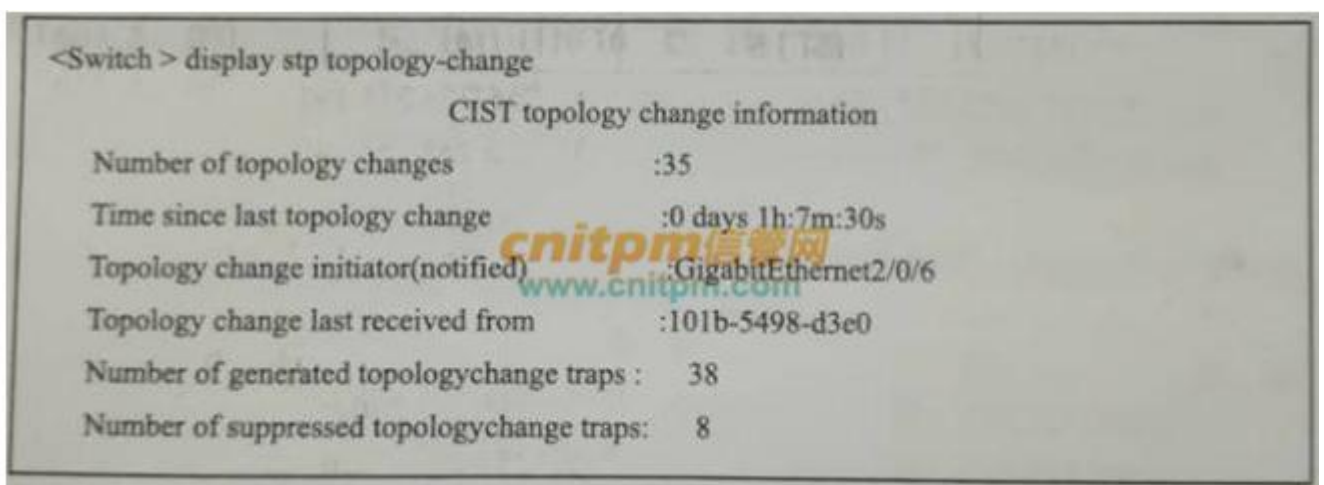 <Switch > display stp topology-change
CIST topology change information
Number of topology changes :35
Time since last topology change :0 days 1h:7m:30s
cnitpm信管网
Topology change initiator(notified) :GigabitEthernet2/0/6
www.cnitpm.com
Topology change last received from :101b-5498-d3e0
Number of generated topologychange traps : 38
Number of suppressed topologychange traps: 8